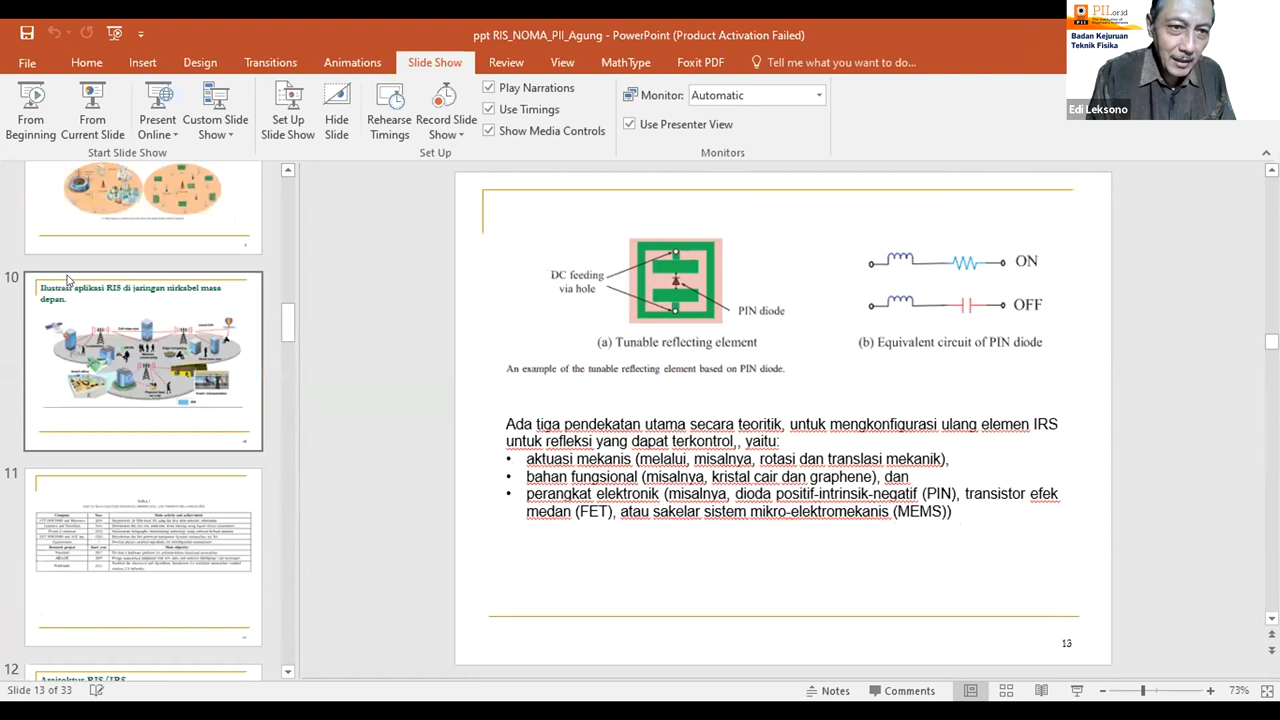 ppt RIS_NOMA_PII_Agung - PowerPoint (Product Activation Failed)
PII.or.id
Badan Kejuruan
Teknik Fisika
Edi Leksono
File Home Insert Design Transitions Animations Slide Show Review View MathType Foxit PDF Tell me what you want to do...
From Beginning
From Current Slide
Present Online
Custom Slide Show
Start Slide Show
Set Up Slide Show
Hide Slide
Rehearse Timings
Record Slide Show
Play Narrations
Use Timings
Show Media Controls
Set Up
Monitor: Automatic
Use Presenter View
Monitors
10
Ilustrasi aplikasi RIS di jaringan nirkabel masa
depan.
11
12
Arsitektur RIS/IRS
DC feeding
via hole
PIN diode
(a) Tunable reflecting element
ON
OFF
(b) Equivalent circuit of PIN diode
An example of the tunable reflecting element based on PIN diode.
Ada tiga pendekatan utama secara teoritik, untuk mengkonfigurasi ulang elemen IRS
untuk refleksi yang dapat terkontrol,, yaitu:
• aktuasi mekanis (melalui, misalnya, rotasi dan translasi mekanik),
• bahan fungsional (misalnya, kristal cair dan graphene), dan
• perangkat elektronik (misalnya, dioda positif-intrinsik-negatif (PIN), transistor efek
medan (FET), atau sakelar sistem mikro-elektromekanis (MEMS))
13
Slide 13 of 33
Notes
Comments
73%